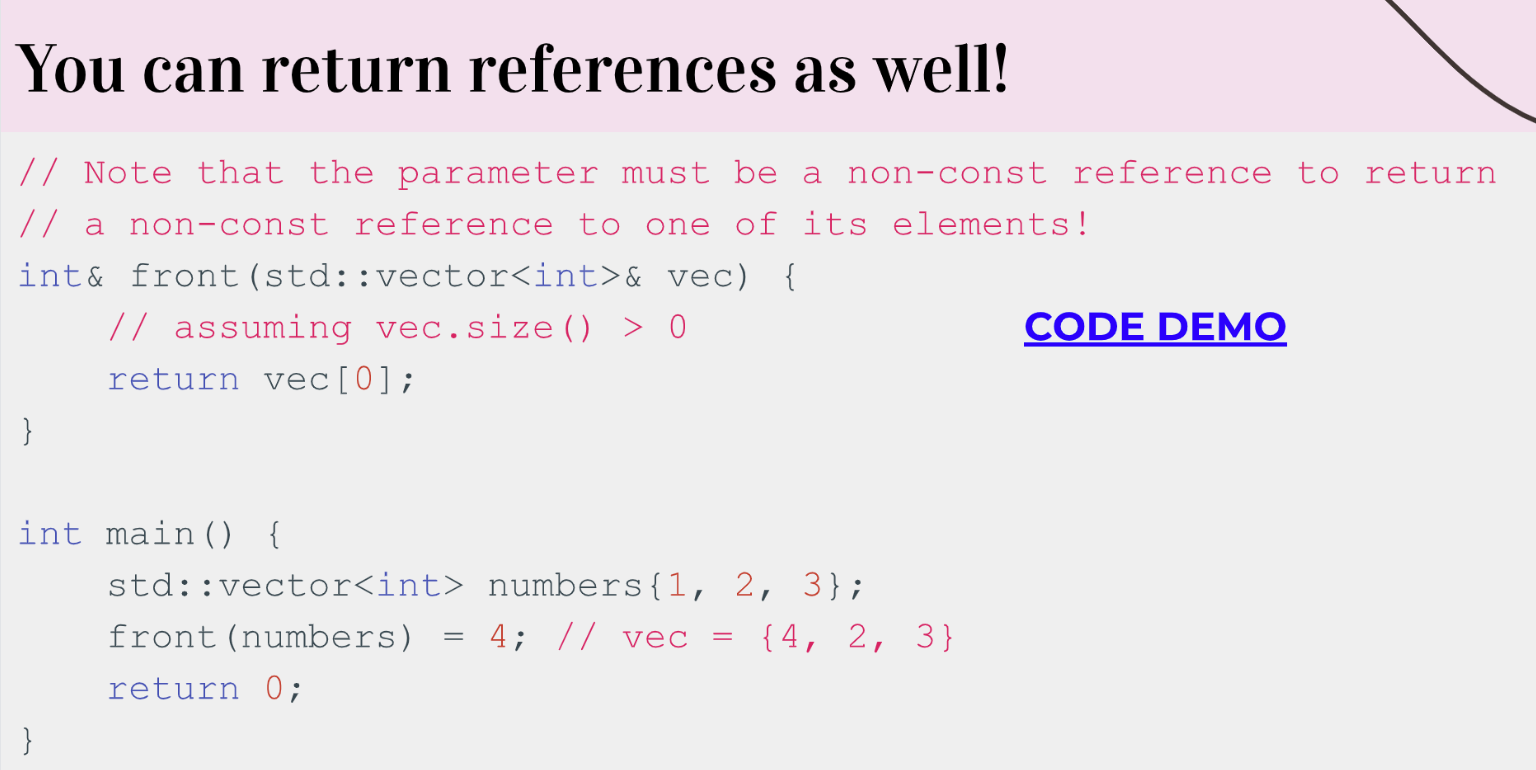 You can return references as well!
// Note that the parameter must be a non-const reference to return
// a non-const reference to one of its elements!
int& front(std::vector<int>& vec) {
    // assuming vec.size() > 0
CODE DEMO
    return vec[0];
}
int main() {
    std::vector<int> numbers{1, 2, 3};
    front(numbers) = 4; // vec = {4, 2, 3}
    return 0;
}